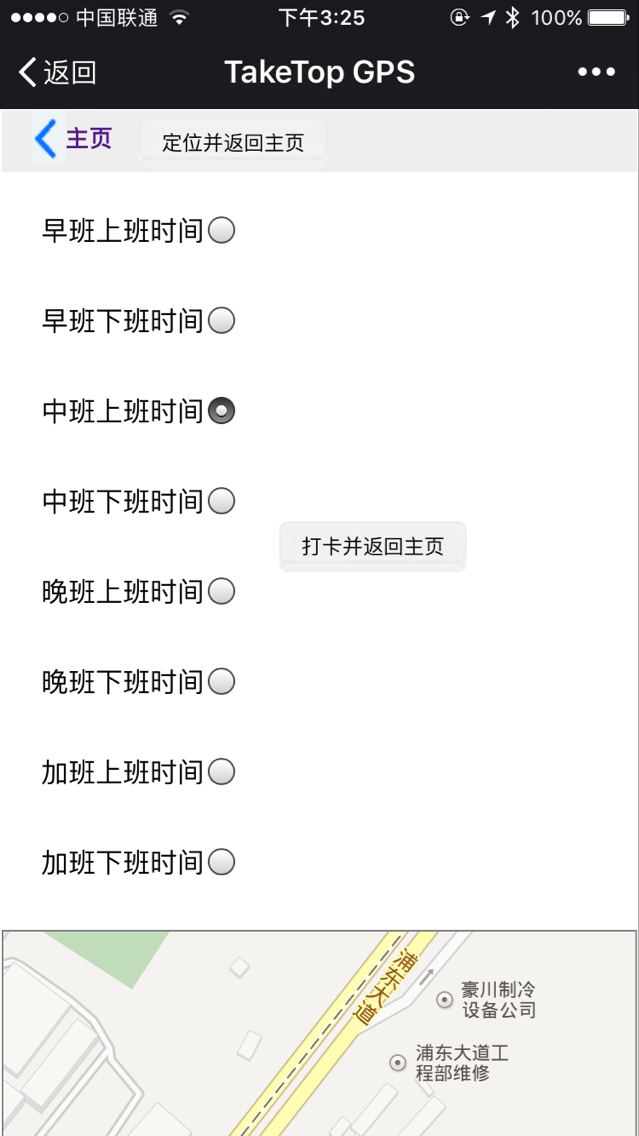 中国联通 下午3:25 100%
返回 TakeTop GPS
主页 定位并返回主页
早班上班时间
早班下班时间
中班上班时间
中班下班时间
打卡并返回主页
晚班上班时间
晚班下班时间
加班上班时间
加班下班时间
浦东大道
豪川制冷
设备公司
浦东大道工
程部维修